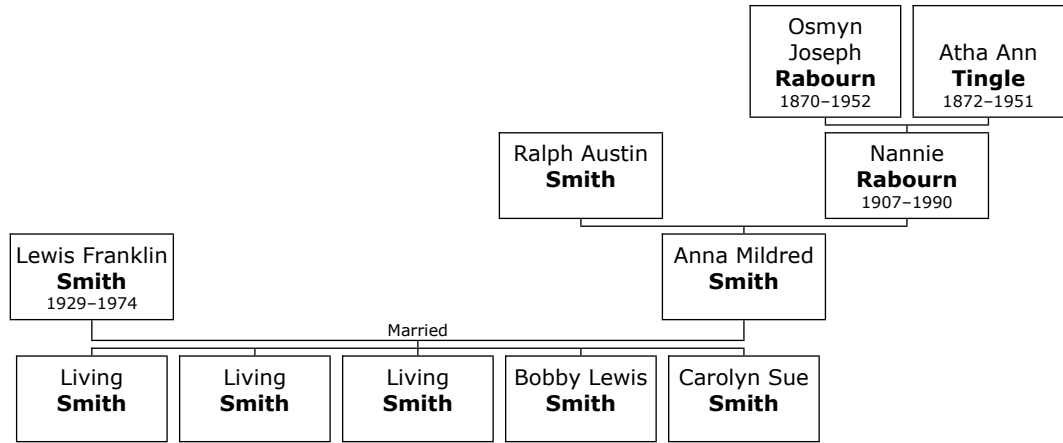 Osmyn
Joseph
Rabourn
1870–1952
Atha Ann
Tingle
1872–1951
Ralph Austin
Smith
Nannie
Rabourn
1907–1990
Lewis Franklin
Smith
1929–1974
Anna Mildred
Smith
Married
Living
Smith
Living
Smith
Living
Smith
Bobby Lewis
Smith
Carolyn Sue
Smith